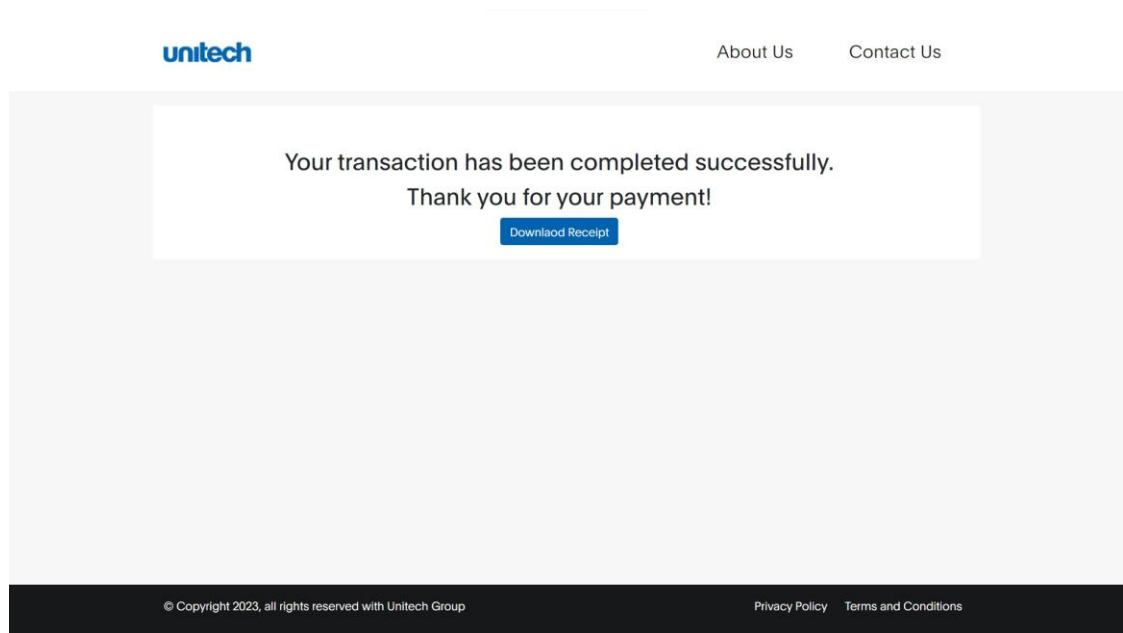 unitech
About Us
Contact Us
Your transaction has been completed successfully.
Thank you for your payment!
Downlaod Receipt
© Copyright 2023, all rights reserved with Unitech Group
Privacy Policy
Terms and Conditions